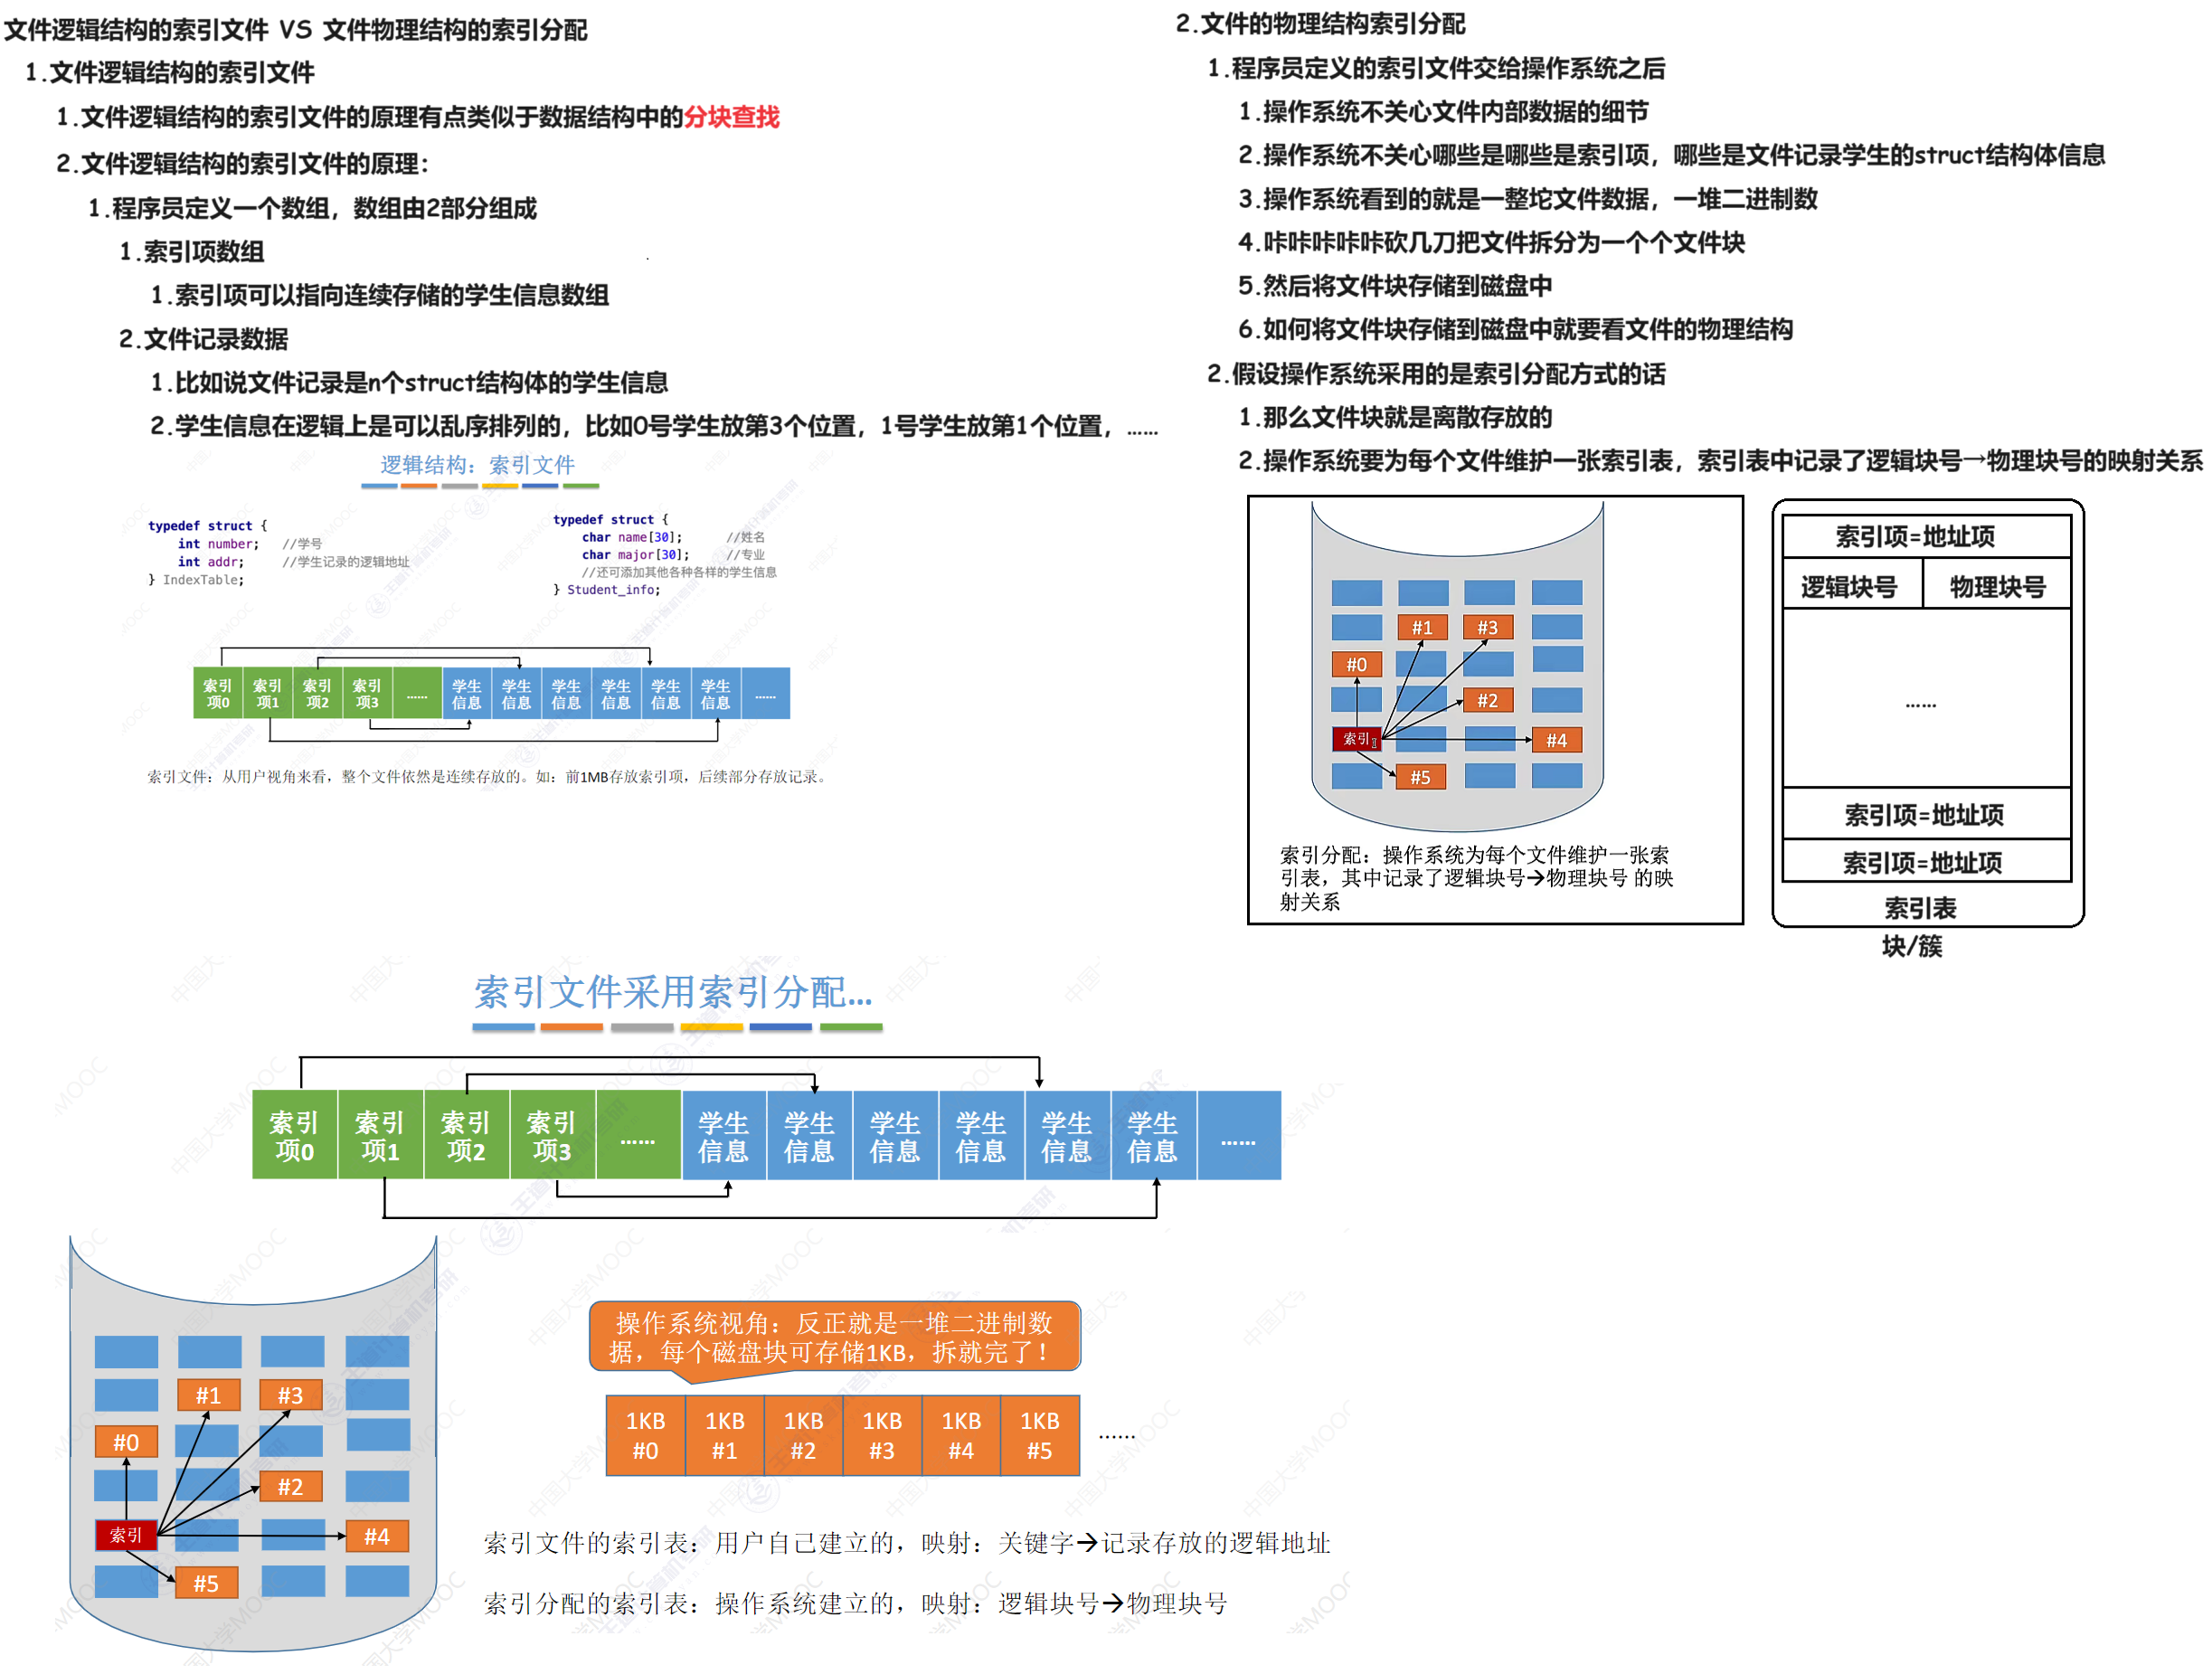 文件逻辑结构的索引文件 VS 文件物理结构的索引分配
1.文件逻辑结构的索引文件
1.文件逻辑结构的索引文件的原理有点类似于数据结构中的分块查找
2.文件逻辑结构的索引文件的原理：
1.程序员定义一个数组，数组由2部分组成
1.索引项数组
1.索引项可以指向连续存储的学生信息数组
2.文件记录数据
1.比如说文件记录是n个struct结构体的学生信息
2.学生信息在逻辑上是可以乱序排列的，比如0号学生放第3个位置，1号学生放第1个位置，……
逻辑结构：索引文件
typedef struct {
int number; //学号
int addr; //学生记录的逻辑地址
} IndexTable;
typedef struct {
char name[30]; //姓名
char major[30]; //专业
//还可添加其他各种各样的学生信息
} Student_info;
索引项0 索引项1 索引项2 索引项3 …… 学生信息 学生信息 学生信息 学生信息 学生信息 学生信息 ……
索引文件：从用户视角来看，整个文件依然是连续存放的。如：前1MB存放索引项，后续部分存放记录。
2.文件的物理结构索引分配
1.程序员定义的索引文件交给操作系统之后
1.操作系统不关心文件内部数据的细节
2.操作系统不关心哪些是哪些是索引项，哪些是文件记录学生的struct结构体信息
3.操作系统看到的就是一整坨文件数据，一堆二进制数
4.咔咔咔咔咔砍几刀把文件拆分为一个个文件块
5.然后将文件块存储到磁盘中
6.如何将文件块存储到磁盘中就要看文件的物理结构
2.假设操作系统采用的是索引分配方式的话
1.那么文件块就是离散存放的
2.操作系统要为每个文件维护一张索引表，索引表中记录了逻辑块号→物理块号的映射关系
#1 #3
#0
#2
索引 #4
#5
索引分配：操作系统为每个文件维护一张索
引表，其中记录了逻辑块号→物理块号 的映
射关系
索引项=地址项
逻辑块号 物理块号
……
索引项=地址项
索引项=地址项
索引表
块/簇
索引文件采用索引分配...
索引项0 索引项1 索引项2 索引项3 …… 学生信息 学生信息 学生信息 学生信息 学生信息 学生信息 ……
#1 #3
#0
#2
索引 #4
#5
操作系统视角：反正就是一堆二进制数
据，每个磁盘块可存储1KB，拆就完了！
1KB 1KB 1KB 1KB 1KB 1KB
#0 #1 #2 #3 #4 #5 ……
索引文件的索引表：用户自己建立的，映射：关键字→记录存放的逻辑地址
索引分配的索引表：操作系统建立的，映射：逻辑块号→物理块号
中国大学MOOC
王道计算机考研